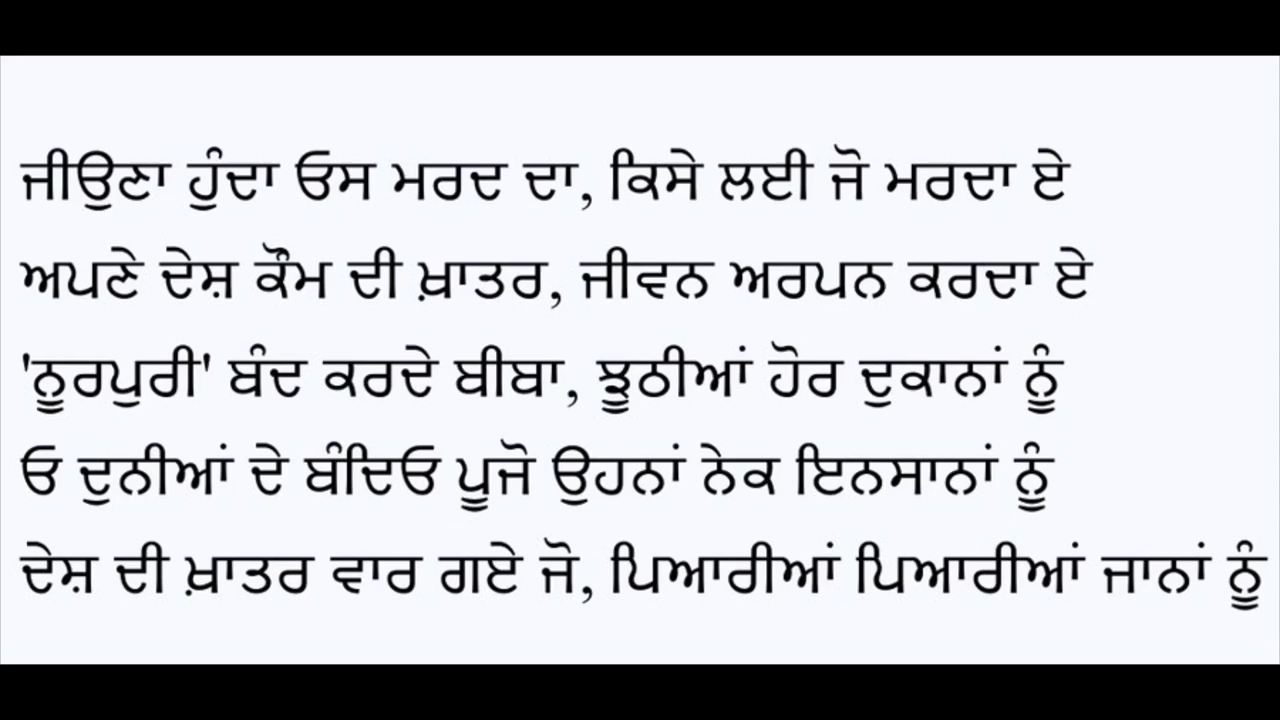 ਜੀਉਣਾ ਹੁੰਦਾ ਓਸ ਮਰਦ ਦਾ, ਕਿਸੇ ਲਈ ਜੋ ਮਰਦਾ ਏ
ਅਪਣੇ ਦੇਸ਼ ਕੌਮ ਦੀ ਖ਼ਾਤਰ, ਜੀਵਨ ਅਰਪਨ ਕਰਦਾ ਏ
'ਨੂਰਪੁਰੀ' ਬੰਦ ਕਰਦੇ ਬੀਬਾ, ਝੂਠੀਆਂ ਹੋਰ ਦੁਕਾਨਾਂ ਨੂੰ
ਓ ਦੁਨੀਆਂ ਦੇ ਬੰਦਿਓ ਪੂਜੋ ਉਹਨਾਂ ਨੇਕ ਇਨਸਾਨਾਂ ਨੂੰ
ਦੇਸ਼ ਦੀ ਖ਼ਾਤਰ ਵਾਰ ਗਏ ਜੋ, ਪਿਆਰੀਆਂ ਪਿਆਰੀਆਂ ਜਾਨਾਂ ਨੂੰ